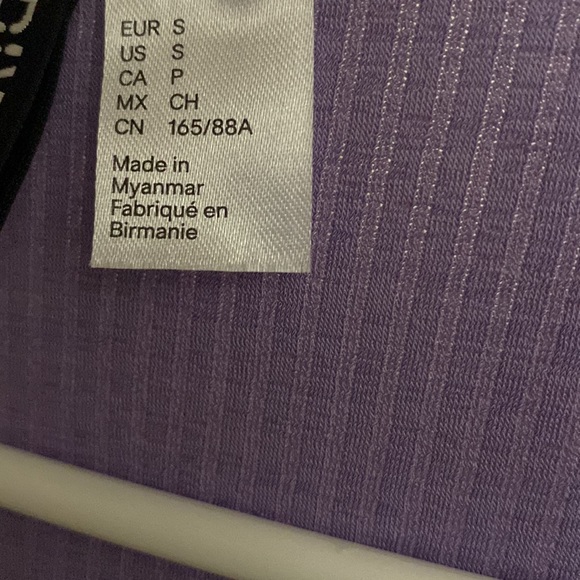 EUR S
US S
CA P
MX CH
CN 165/88A
Made in
Myanmar
Fabriqué en
Birmanie